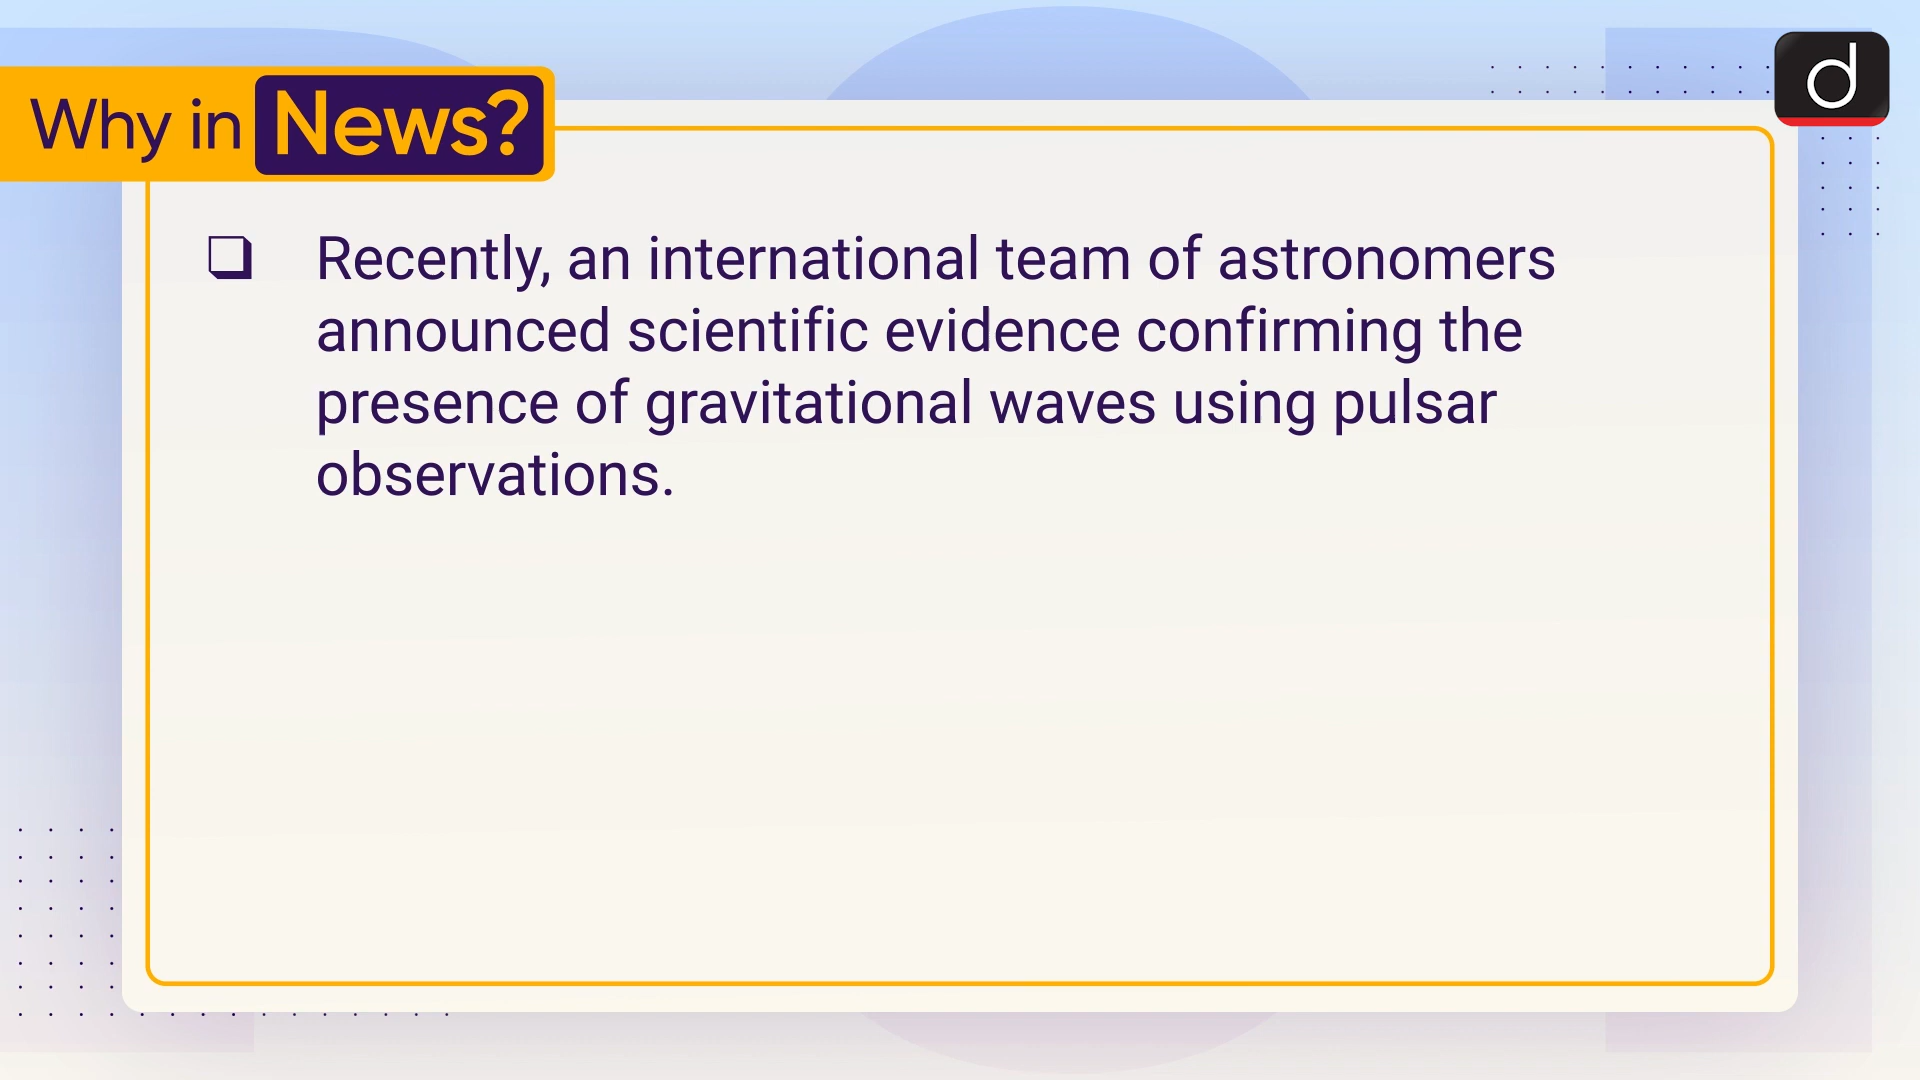 Why in News?
Recently, an international team of astronomers
announced scientific evidence confirming the
presence of gravitational waves using pulsar
observations.
d